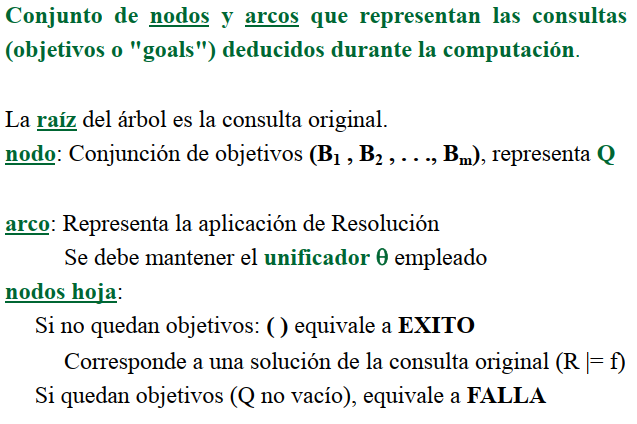 Conjunto de nodos y arcos que representan las consultas
(objetivos o "goals") deducidos durante la computación.
La raíz del árbol es la consulta original.
nodo: Conjunción de objetivos (B1 , B2 , . . ., Bm), representa Q
arco: Representa la aplicación de Resolución
Se debe mantener el unificador θ empleado
nodos hoja:
Si no quedan objetivos: ( ) equivale a EXITO
Corresponde a una solución de la consulta original (R |= f)
Si quedan objetivos (Q no vacío), equivale a FALLA